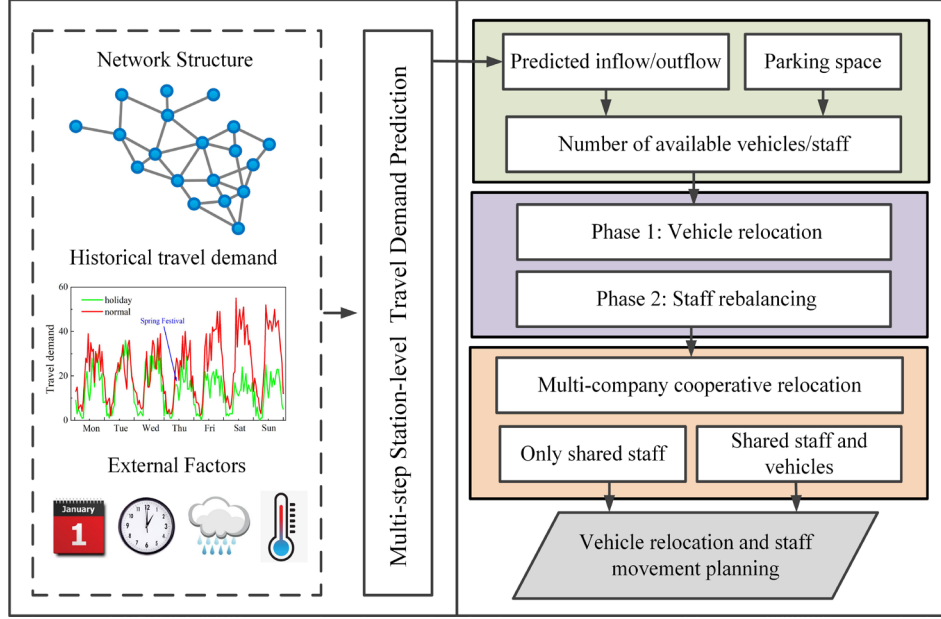 Network Structure
Historical travel demand
60
40
20
0
Travel demand
holiday
normal
Spring Festival
Mon Tue Wed Thu Fri Sat Sun
External Factors
January
1
Multi-step Station-level Travel Demand Prediction
Predicted inflow/outflow
Parking space
Number of available vehicles/staff
Phase 1: Vehicle relocation
Phase 2: Staff rebalancing
Multi-company cooperative relocation
Only shared staff
Shared staff and
vehicles
Vehicle relocation and staff
movement planning